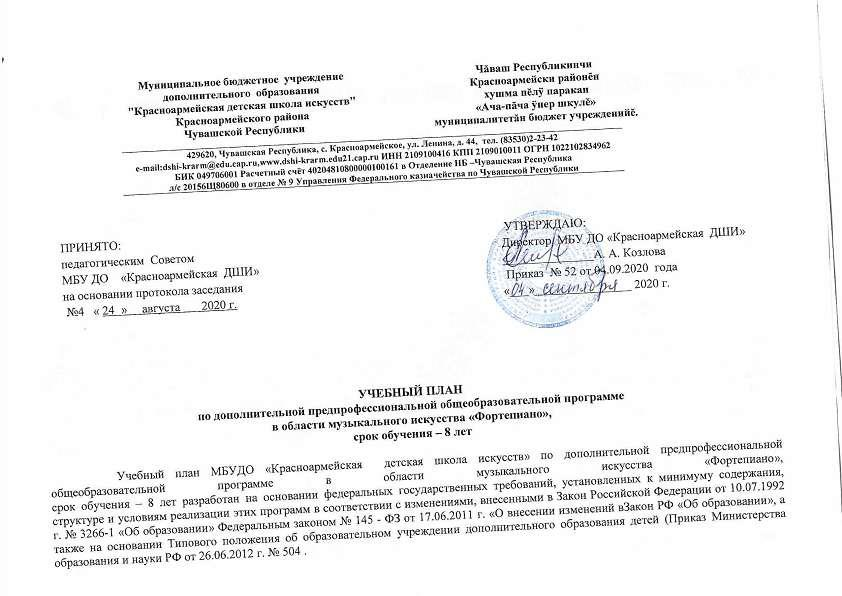 Муниципальное бюджетное учреждение
дополнительного образования
"Красноармейская детская школа искусств"
Красноармейского района
Чувашской Республики
Чăваш Республикинчи
Красноармейски районĕн
хушма пĕлÿ паракан
«Ача-пăча ÿнер шкулĕ»
муниципалитетăн бюджет учрежденийĕ.
429620, Чувашская Республика, с. Красноармейское, ул. Ленина, д. 44, тел. (83530)2-23-42
e-mail:dshi-krarm@edu.cap.ru,www.dshi-krarm.edu21.cap.ru ИНН 2109100416 КПП 2109010011 ОГРН 1022102834962
БИК 049706001 Расчетный счёт 40204810800000100161 в Отделение НБ –Чувашская Республика
л/с 20156Щ80600 в отделе № 9 Управления Федерального казначейства по Чувашской Республики
ПРИНЯТО:
педагогическим Советом
МБУ ДО «Красноармейская ДШИ»
на основании протокола заседания
№4 « 24 » августа 2020 г.
УТВЕРЖДАЮ:
Директор МБУ ДО «Красноармейская ДШИ»
А. А. Козлова
Приказ № 52 от 04.09.2020 года
«04» сентября 2020 г.
УЧЕБНЫЙ ПЛАН
по дополнительной предпрофессиональной общеобразовательной программе
в области музыкального искусства «Фортепиано»,
срок обучения – 8 лет
Учебный план МБУДО «Красноармейская детская школа искусств» по дополнительной предпрофессиональной
общеобразовательной программе в области музыкального искусства «Фортепиано»,
срок обучения – 8 лет разработан на основании федеральных государственных требований, установленных к минимуму содержания,
структуре и условиям реализации этих программ в соответствии с изменениями, внесенными в Закон Российской Федерации от 10.07.1992
г. № 3266-1 «Об образовании» Федеральным законом № 145 - ФЗ от 17.06.2011 г. «О внесении изменений вЗакон РФ «Об образовании», а
также на основании Типового положения об образовательном учреждении дополнительного образования детей (Приказ Министерства
образования и науки РФ от 26.06.2012 г. № 504 .